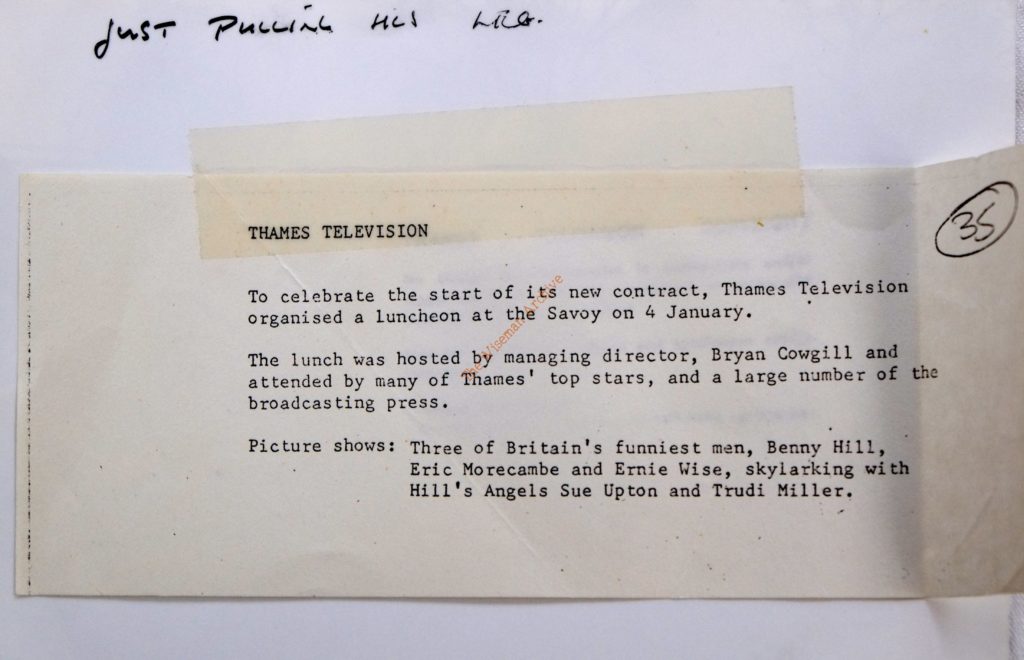 JUST PULLING HIS LEG.
35
THAMES TELEVISION
To celebrate the start of its new contract, Thames Television
organised a luncheon at the Savoy on 4 January.
The lunch was hosted by managing director, Bryan Cowgill and
attended by many of Thames' top stars, and a large number of the
broadcasting press.
Picture shows: Three of Britain's funniest men, Benny Hill,
Eric Morecambe and Ernie Wise, skylarking with
Hill's Angels Sue Upton and Trudi Miller.
The Wiseman Archive